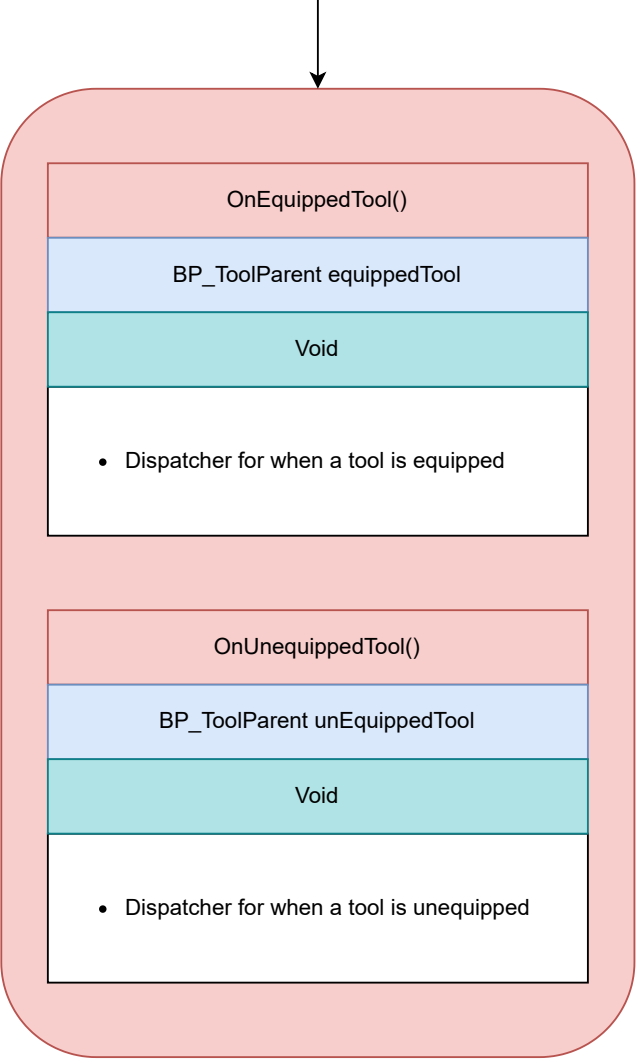 OnEquippedTool()
BP_ToolParent equippedTool
Void
• Dispatcher for when a tool is equipped
OnUnequippedTool()
BP_ToolParent unEquippedTool
Void
• Dispatcher for when a tool is unequipped